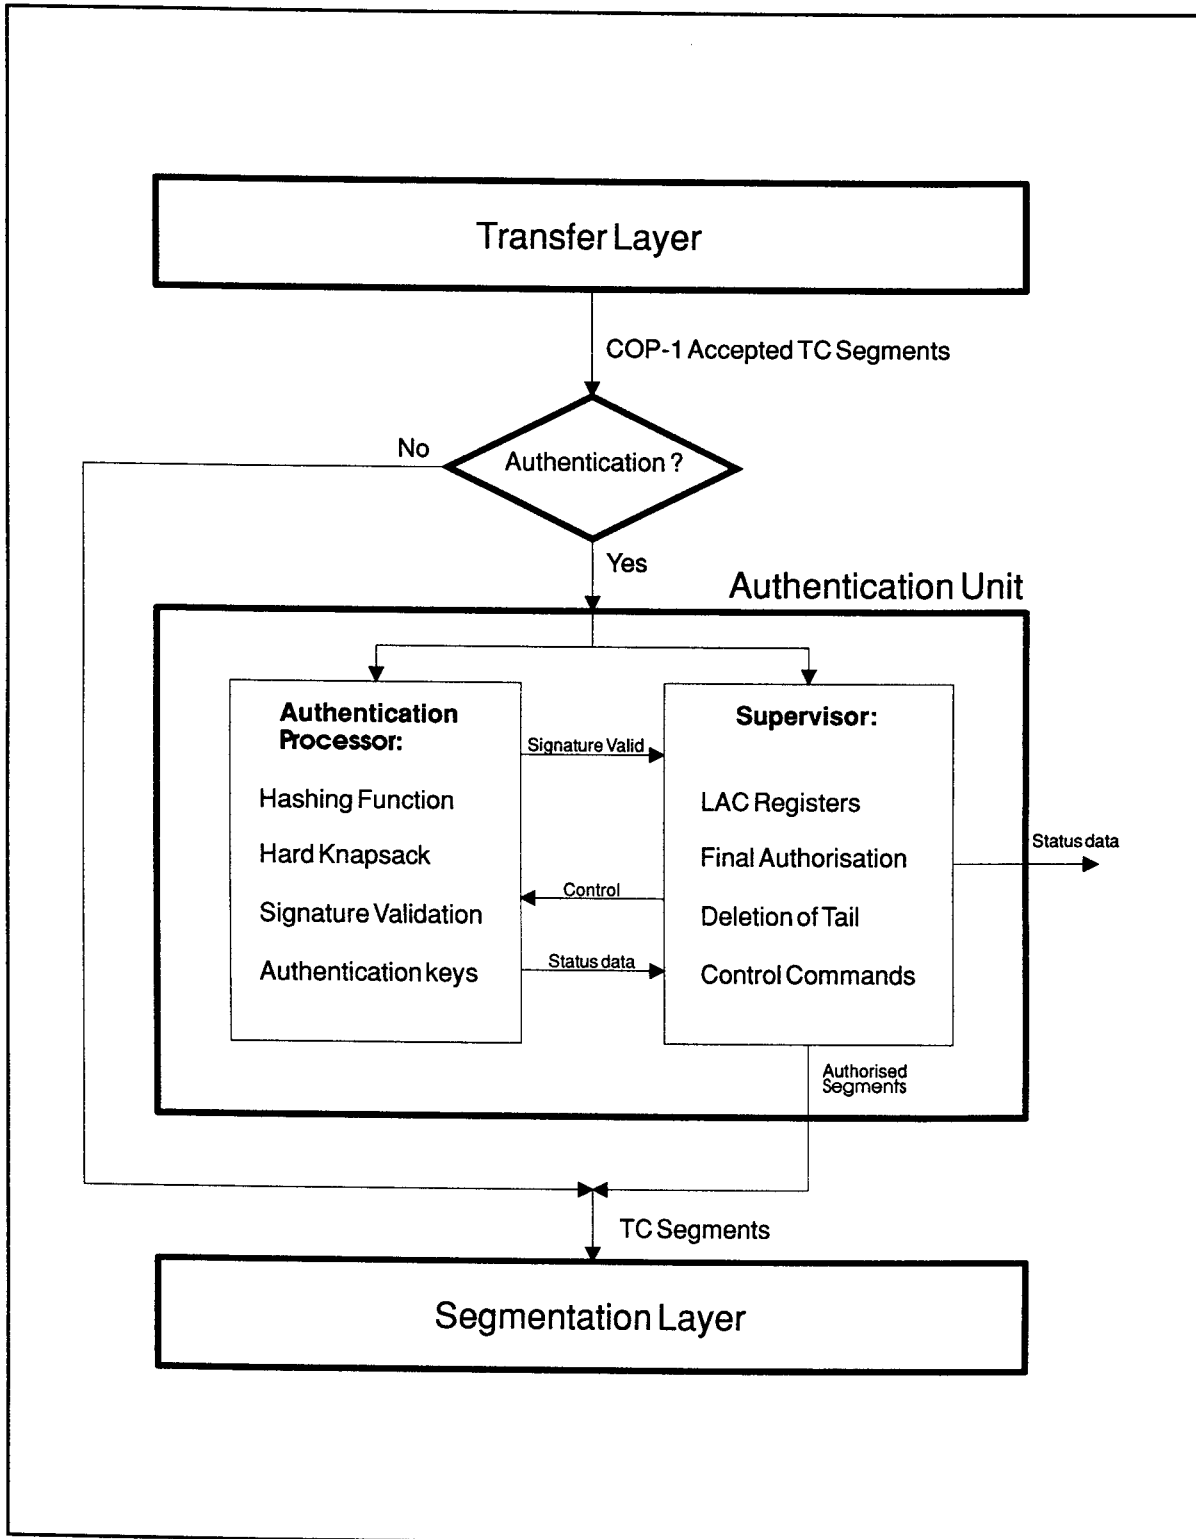 Transfer Layer
COP-1 Accepted TC Segments
No
Authentication ?
Yes
Authentication Unit
Authentication
Processor:
Hashing Function
Hard Knapsack
Signature Validation
Authentication keys
Signature Valid
Control
Status data
Supervisor:
LAC Registers
Final Authorisation
Deletion of Tail
Control Commands
Status data
Authorised
Segments
TC Segments
Segmentation Layer